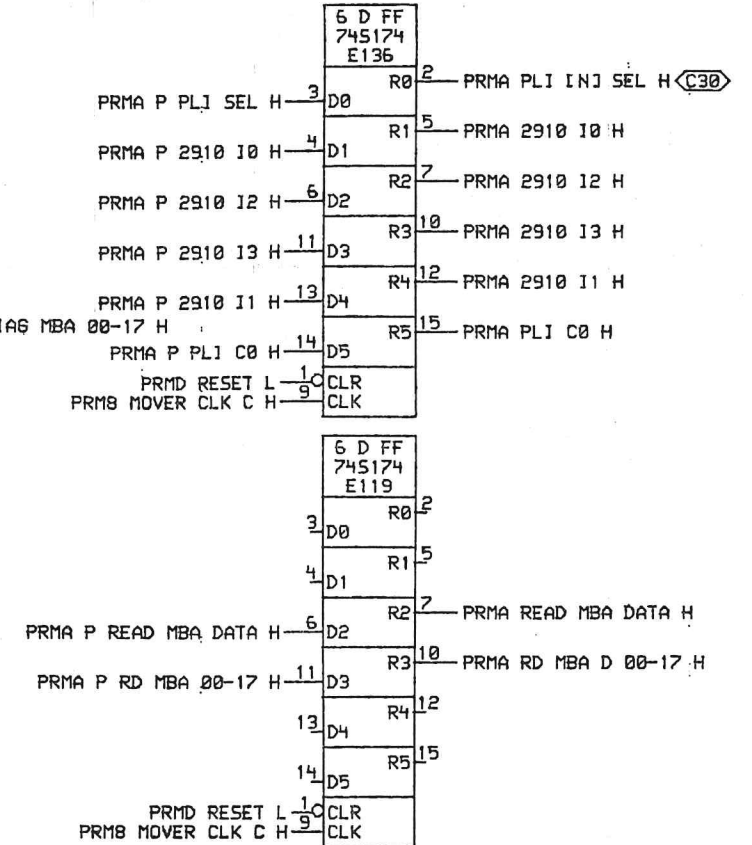 6 D FF
74S174
E136
PRMA P PLI SEL H 3 D0 R0 2 PRMA PLI INJ SEL H C30
PRMA P 2910 I0 H 4 D1 R1 5 PRMA 2910 I0 H
PRMA P 2910 I2 H 6 D2 R2 7 PRMA 2910 I2 H
PRMA P 2910 I3 H 11 D3 R3 10 PRMA 2910 I3 H
PRMA P 2910 I1 H 13 D4 R4 12 PRMA 2910 I1 H
IAG MBA 00-17 H
PRMA P PLI C0 H 14 D5 R5 15 PRMA PLI C0 H
PRMD RESET L 1 CLR
PRM8 MOVER CLK C H 9 CLK
6 D FF
74S174
E119
3 D0 R0 2
4 D1 R1 5
PRMA P READ MBA DATA H 6 D2 R2 7 PRMA READ MBA DATA H
PRMA P RD MBA 00-17 H 11 D3 R3 10 PRMA RD MBA D 00-17 H
13 D4 R4 12
14 D5 R5 15
PRMD RESET L 1 CLR
PRM8 MOVER CLK C H 9 CLK